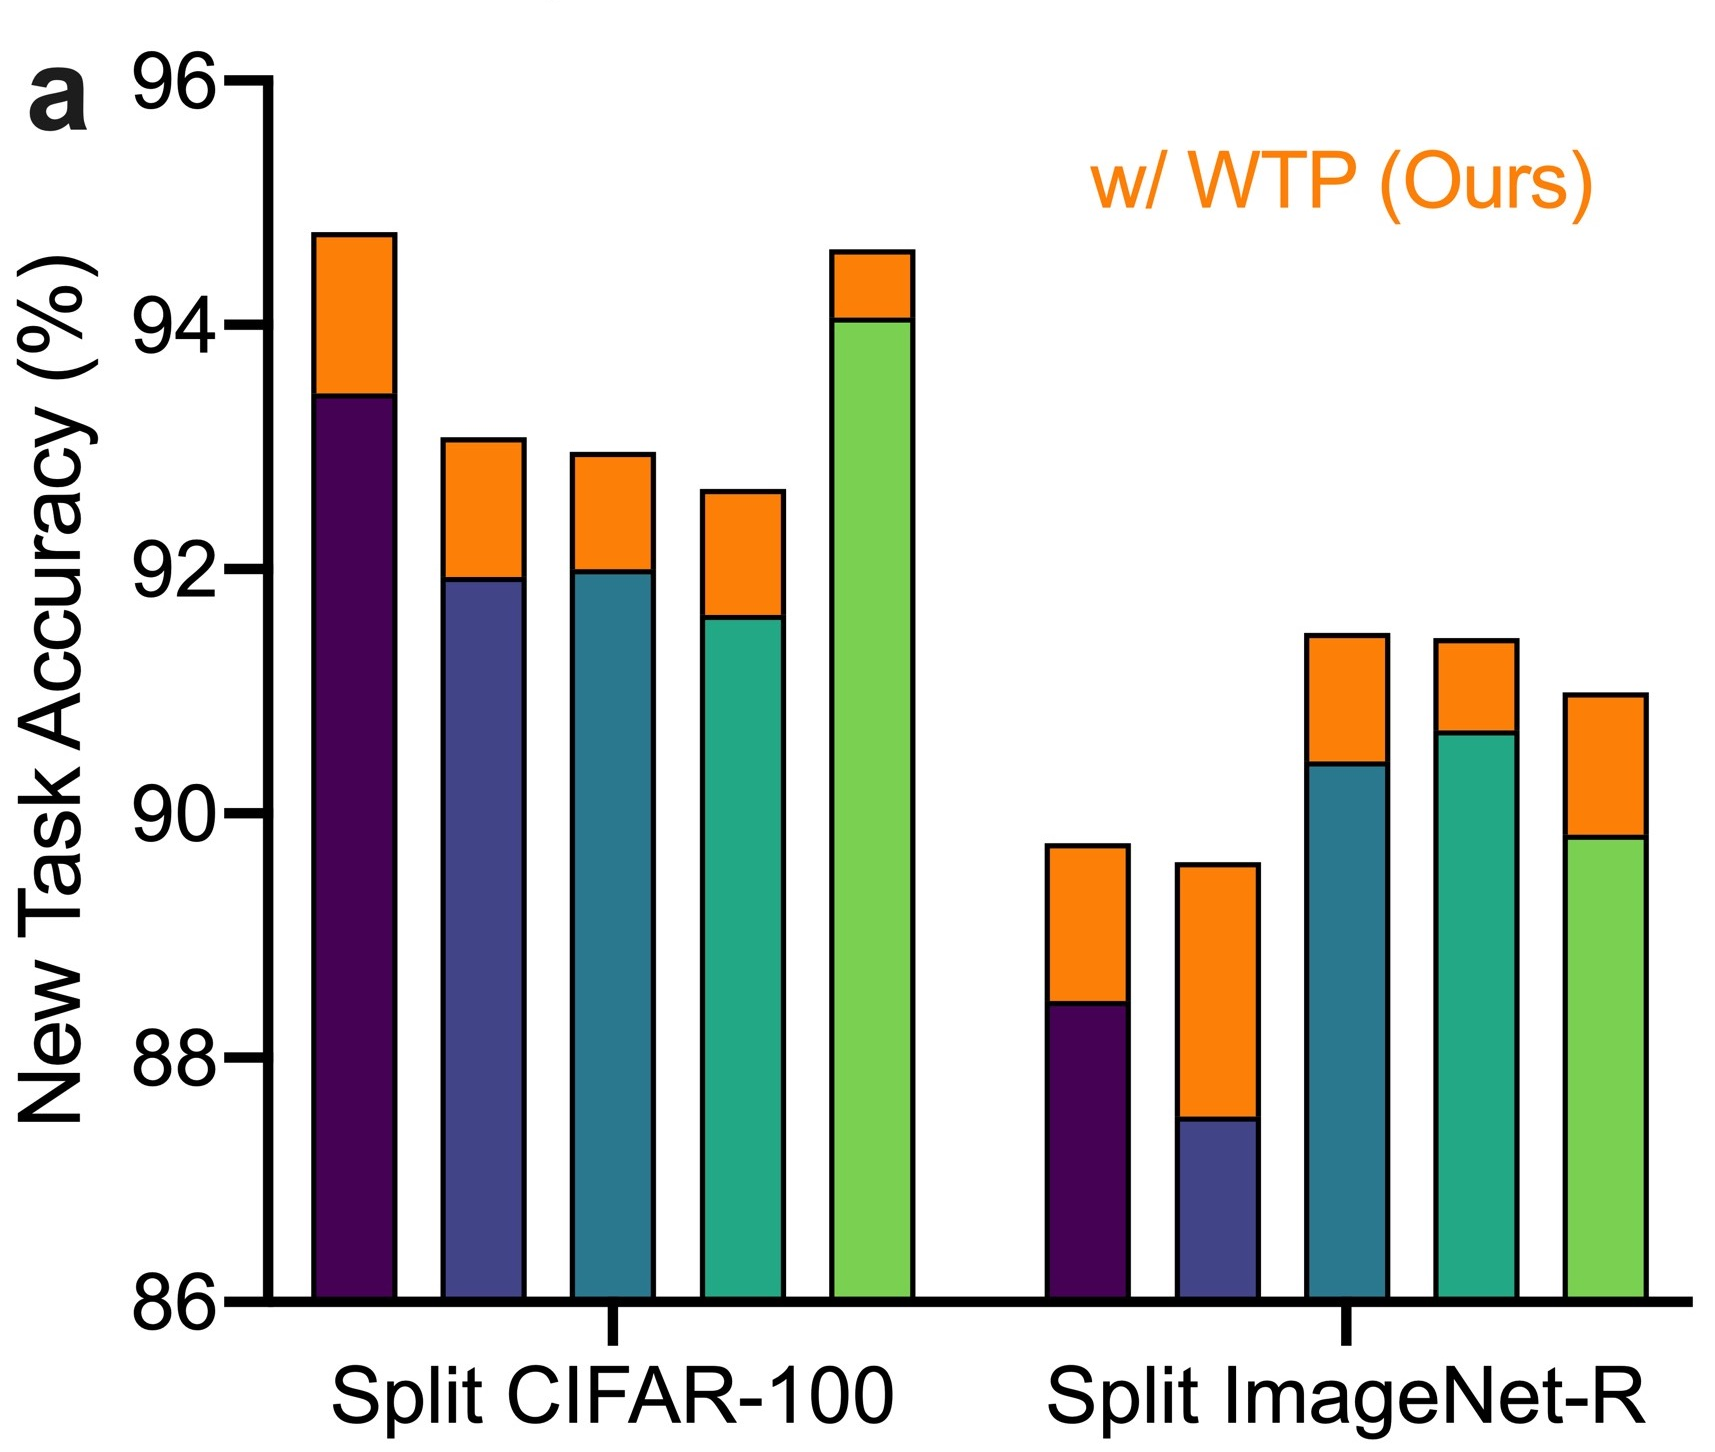 a
w/ WTP (Ours)
New Task Accuracy (%)
96
94
92
90
88
86
Split CIFAR-100
Split ImageNet-R